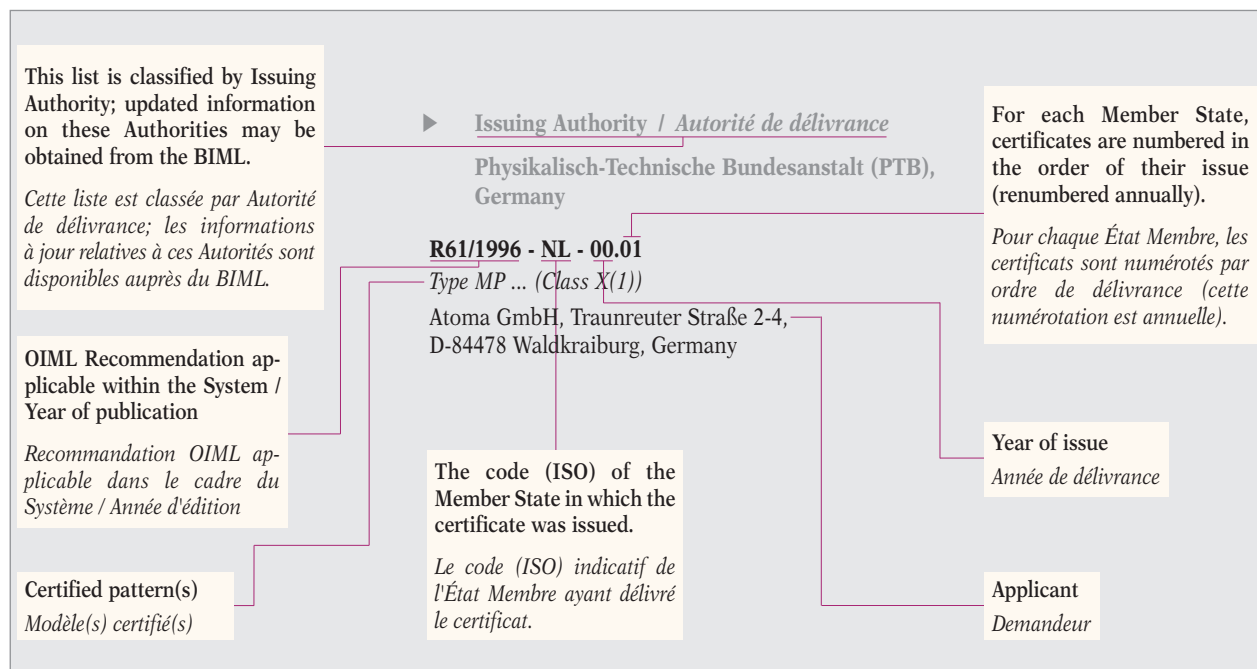 This list is classified by Issuing
Authority; updated information
on these Authorities may be
obtained from the BIML.
Cette liste est classée par Autorité
de délivrance; les informations
à jour relatives à ces Autorités sont
disponibles auprès du BIML.
▶ Issuing Authority / Autorité de délivrance
Physikalisch-Technische Bundesanstalt (PTB),
Germany
R61/1996 - NL - 00.01
Type MP ... (Class X(1))
Atoma GmbH, Traunreuter Straße 2-4,
D-84478 Waldkraiburg, Germany
For each Member State,
certificates are numbered in
the order of their issue
(renumbered annually).
Pour chaque État Membre, les
certificats sont numérotés par
ordre de délivrance (cette
numérotation est annuelle).
OIML Recommendation ap-
plicable within the System /
Year of publication
Recommandation OIML ap-
plicable dans le cadre du
Système / Année d'édition
The code (ISO) of the
Member State in which the
certificate was issued.
Le code (ISO) indicatif de
l'État Membre ayant délivré
le certificat.
Year of issue
Année de délivrance
Certified pattern(s)
Modèle(s) certifié(s)
Applicant
Demandeur